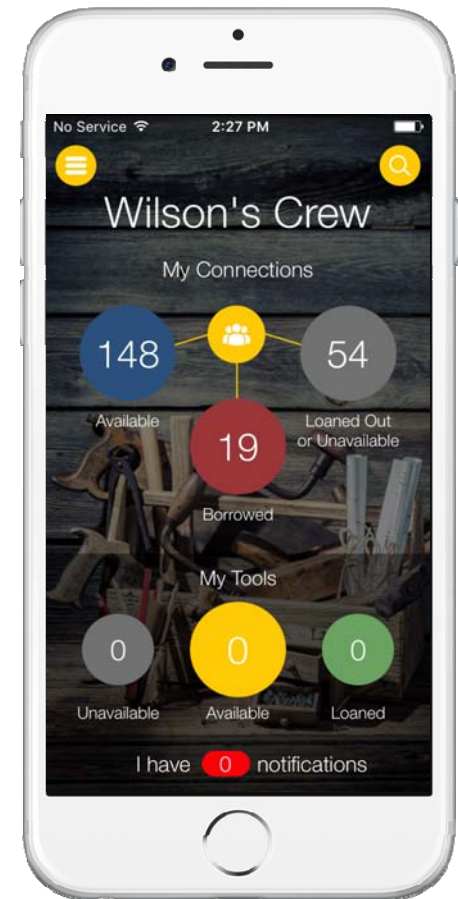 No Service 2:27 PM
Wilson's Crew
My Connections
148 54
Available Loaned Out
or Unavailable
19
Borrowed
My Tools
0 0 0
Unavailable Available Loaned
I have 0 notifications